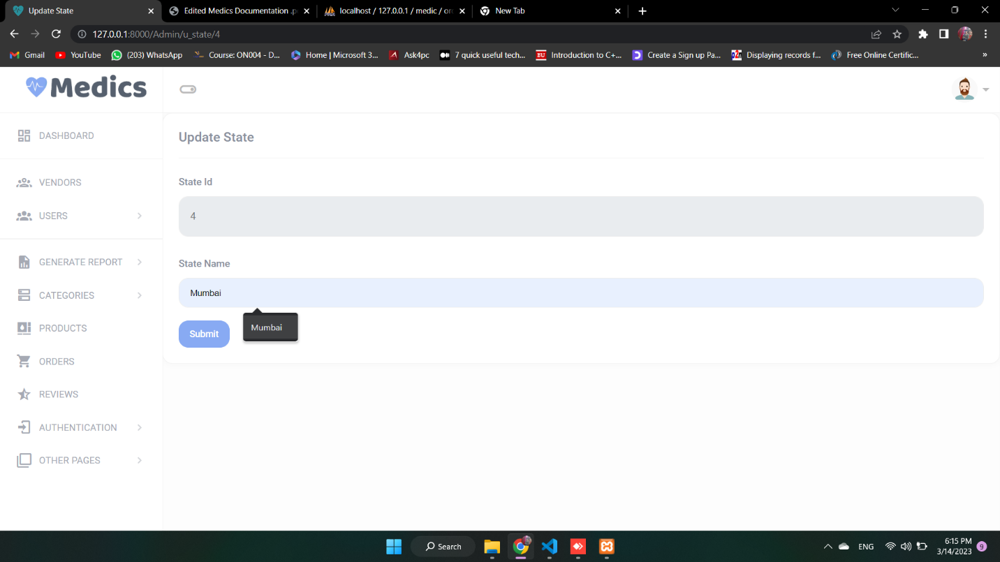 Update State
Edited Medics Documentation .p
localhost / 127.0.0.1 / medic / or
New Tab
127.0.0.1:8000/Admin/u_state/4
Gmail
YouTube
(203) WhatsApp
Course: ON004 - D...
Home | Microsoft 3...
Ask4pc
7 quick useful tech...
BU
Introduction to C+...
Create a Sign up Pa...
Displaying records f...
Free Online Certific...
»
Medics
Update State
DASHBOARD
VENDORS
USERS
GENERATE REPORT
CATEGORIES
PRODUCTS
ORDERS
REVIEWS
AUTHENTICATION
OTHER PAGES
State Id
4
State Name
Mumbai
Mumbai
Submit
Search
ENG
6:15 PM
3/14/2023
9